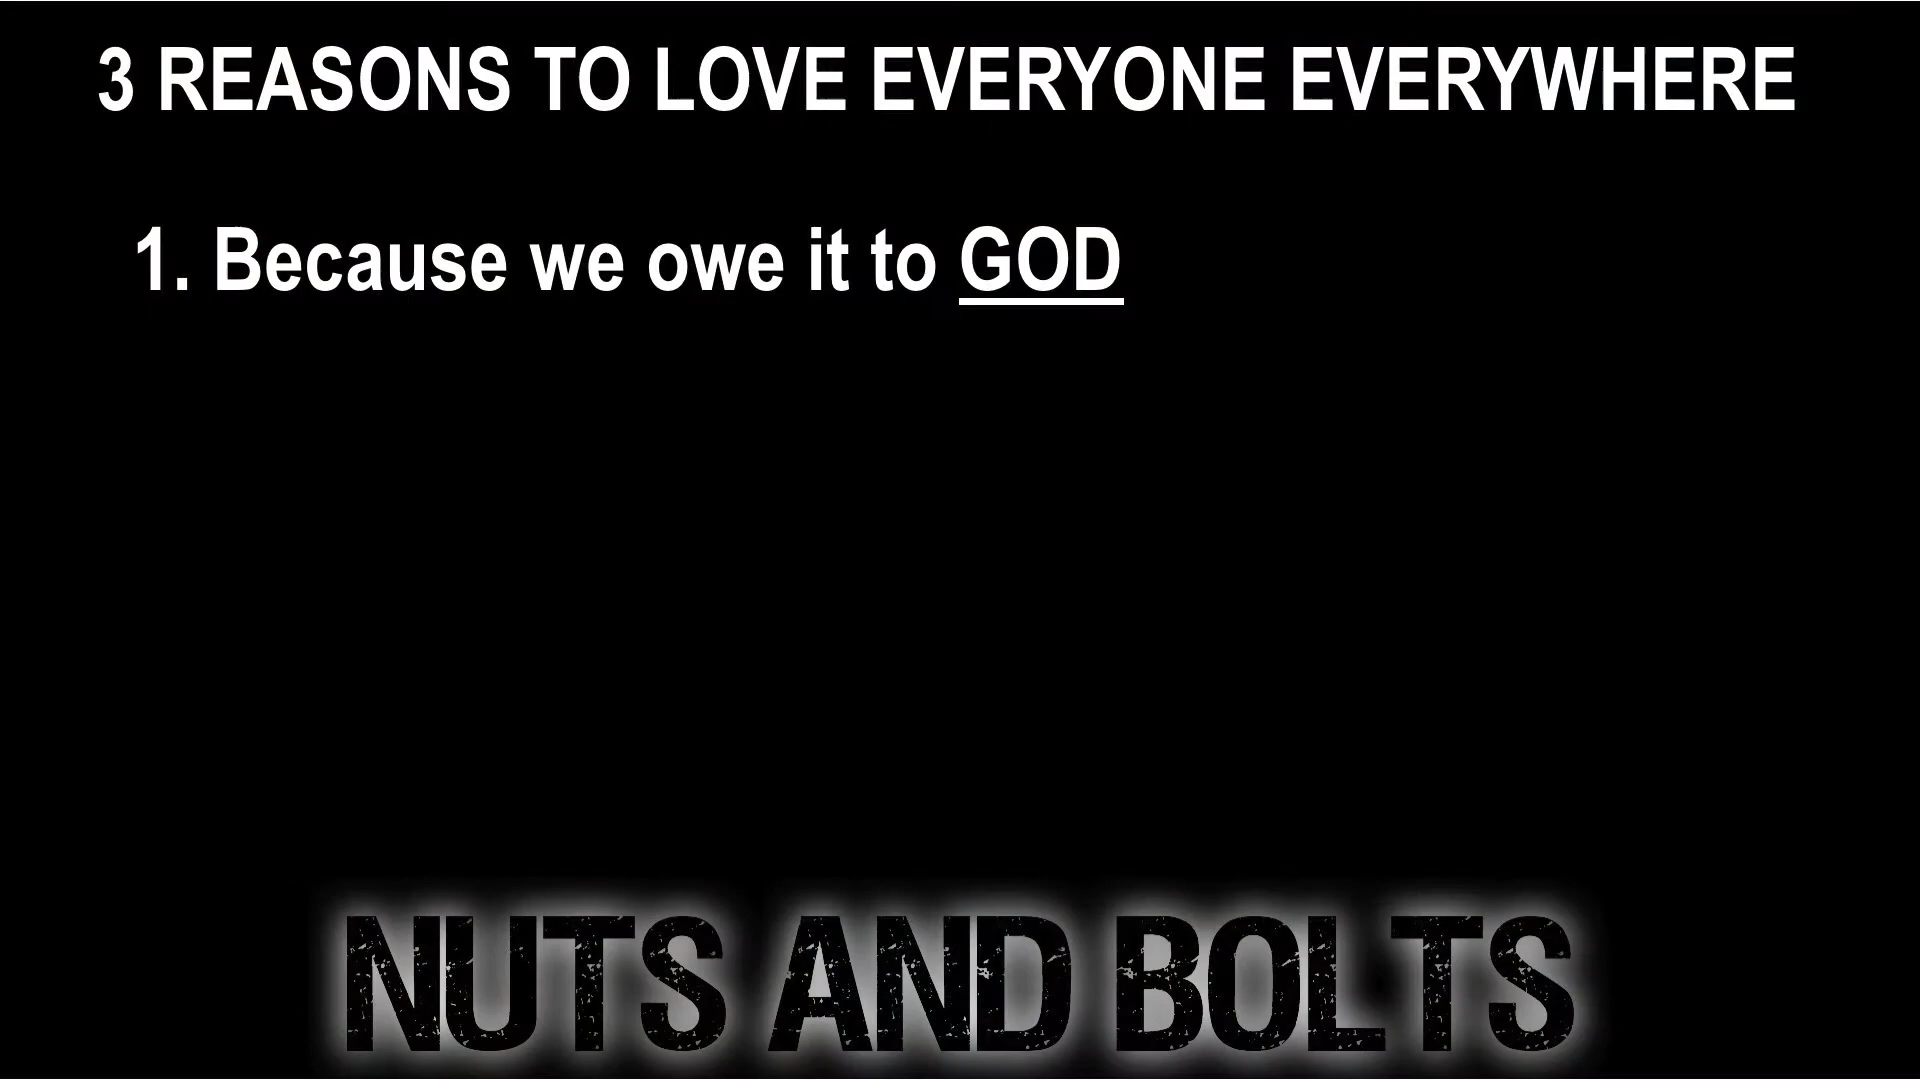 3 REASONS TO LOVE EVERYONE EVERYWHERE
1. Because we owe it to GOD
NUTS AND BOLTS